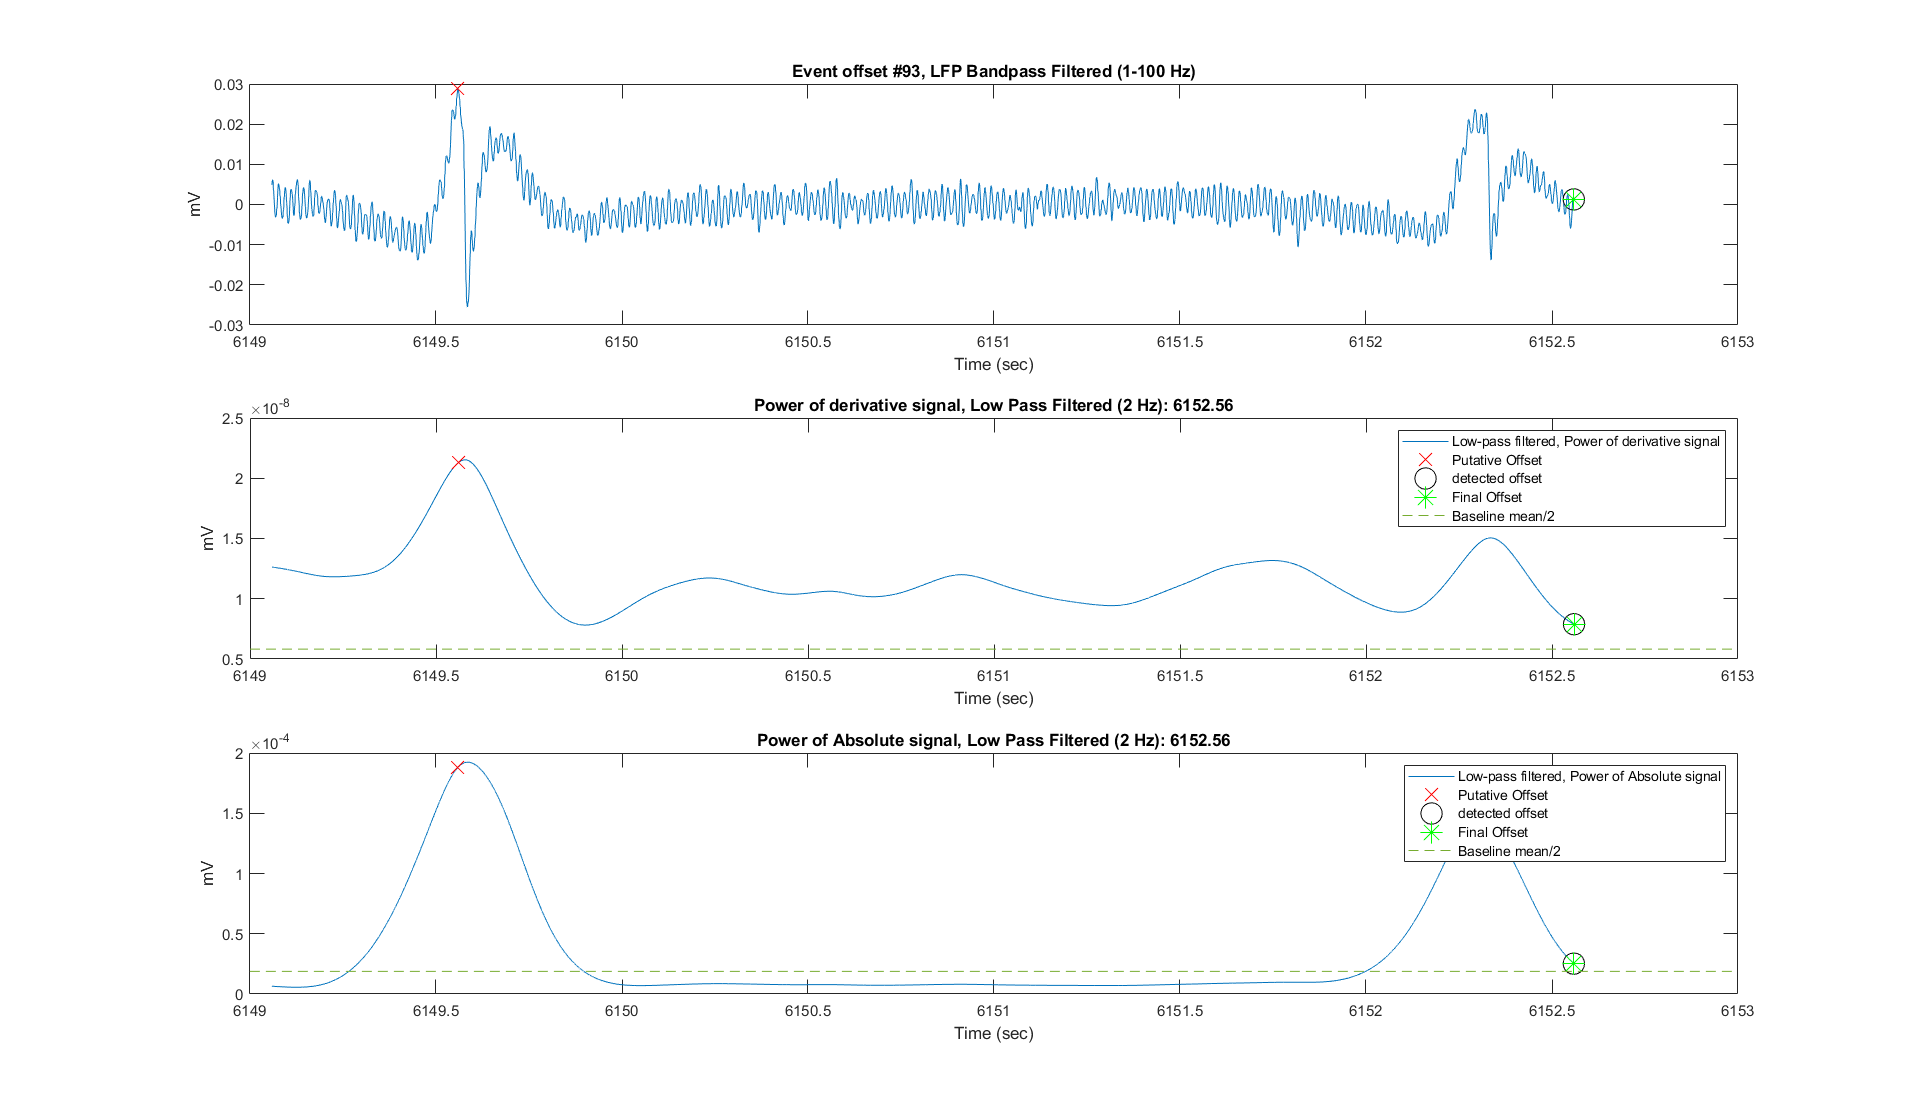 Event offset #93, LFP Bandpass Filtered (1-100 Hz)
0.03
0.02
0.01
0
-0.01
-0.02
-0.03
mV
6149 6149.5 6150 6150.5 6151 6151.5 6152 6152.5 6153
Time (sec)
Power of derivative signal, Low Pass Filtered (2 Hz): 6152.56
×10-8
2.5
2
1.5
1
0.5
mV
Low-pass filtered, Power of derivative signal
Putative Offset
detected offset
Final Offset
Baseline mean/2
6149 6149.5 6150 6150.5 6151 6151.5 6152 6152.5 6153
Time (sec)
Power of Absolute signal, Low Pass Filtered (2 Hz): 6152.56
×10-4
2
1.5
1
0.5
0
mV
Low-pass filtered, Power of Absolute signal
Putative Offset
detected offset
Final Offset
Baseline mean/2
6149 6149.5 6150 6150.5 6151 6151.5 6152 6152.5 6153
Time (sec)